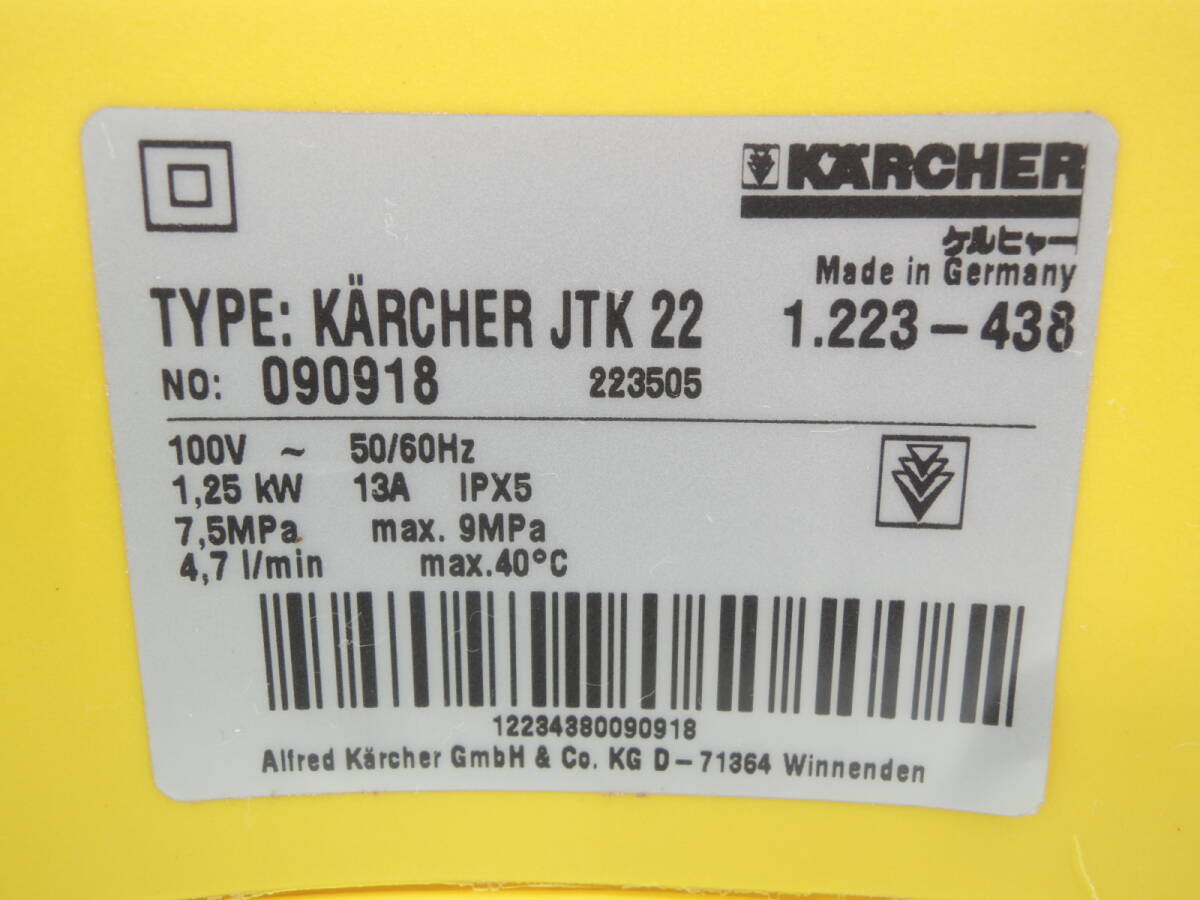 KÄRCHER
ケルヒャー
Made in Germany
TYPE: KÄRCHER JTK 22 1.223-438
NO: 090918 223505
100V ~ 50/60Hz
1,25 kW 13A IPX5
7,5MPa max. 9MPa
4,7 l/min max.40°C
12234380090918
Alfred Kärcher GmbH & Co. KG D-71364 Winnenden